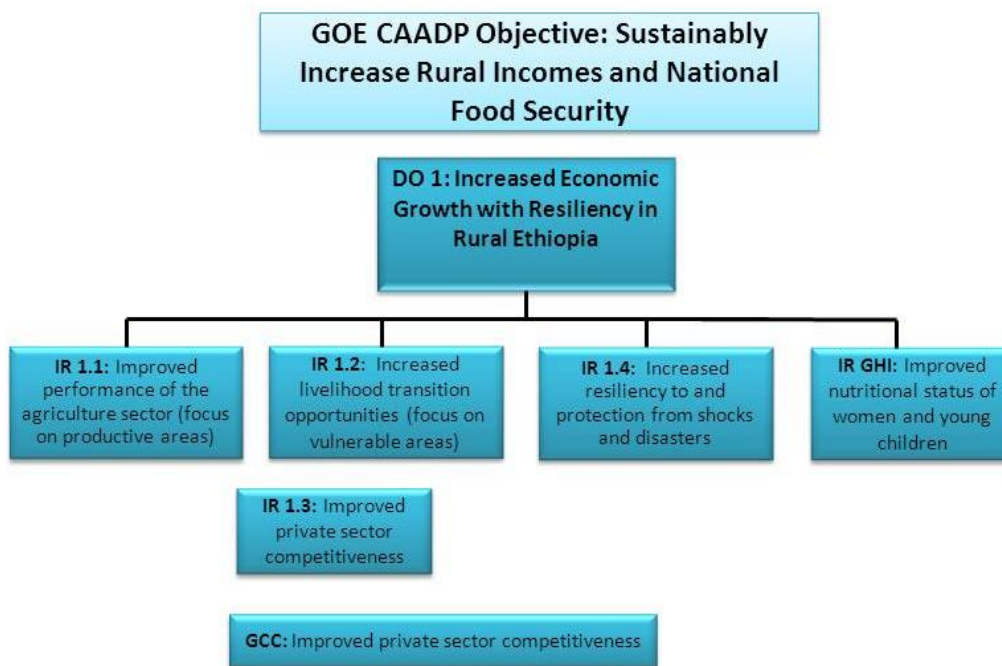 GOE CAADP Objective: Sustainably
Increase Rural Incomes and National
Food Security
DO 1: Increased Economic
Growth with Resiliency in
Rural Ethiopia
IR 1.1: Improved
performance of the
agriculture sector (focus
on productive areas)
IR 1.2: Increased
livelihood transition
opportunities (focus on
vulnerable areas)
IR 1.4: Increased
resiliency to and
protection from shocks
and disasters
IR GHI: Improved
nutritional status of
women and young
children
IR 1.3: Improved
private sector
competitiveness
GCC: Improved private sector competitiveness